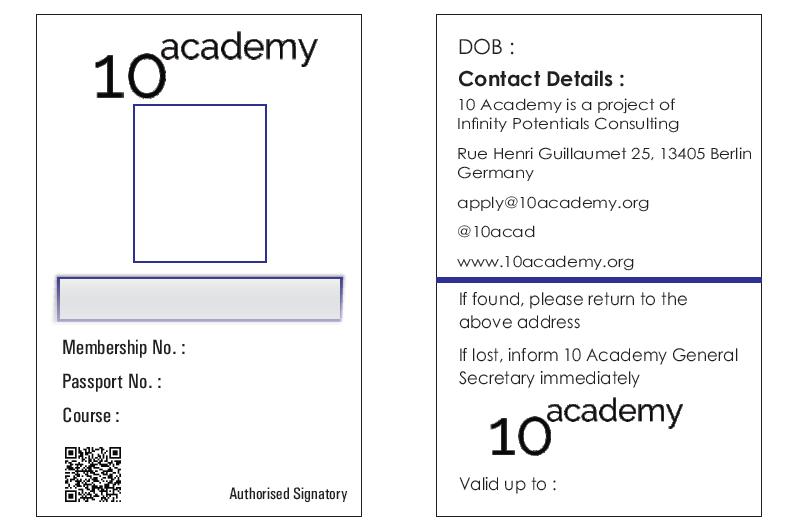 10 academy
Membership No. :
Passport No. :
Course :
Authorised Signatory
DOB :
Contact Details :
10 Academy is a project of
Infinity Potentials Consulting
Rue Henri Guillaumet 25, 13405 Berlin
Germany
apply@10academy.org
@10acad
www.10academy.org
If found, please return to the
above address
If lost, inform 10 Academy General
Secretary immediately
10 academy
Valid up to :